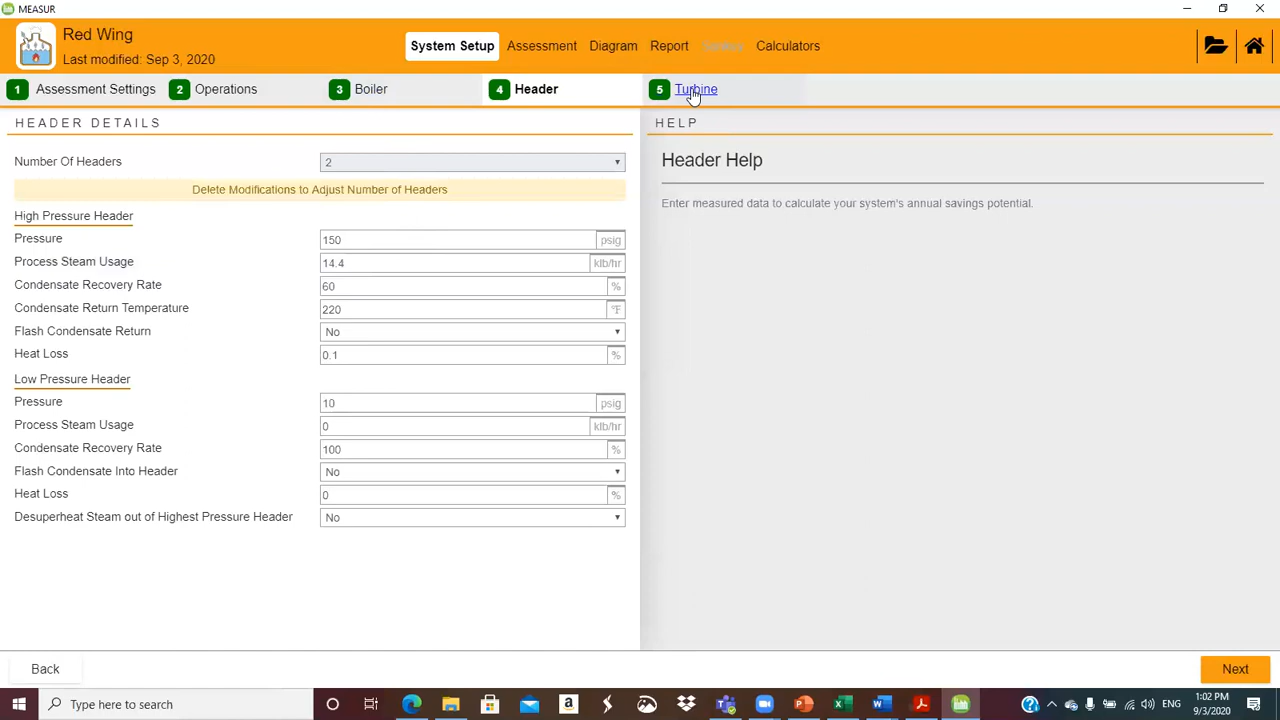 MEASUR
Red Wing
Last modified: Sep 3, 2020
System Setup Assessment Diagram Report Calculators
1 Assessment Settings 2 Operations 3 Boiler 4 Header 5 Turbine
HEADER DETAILS
Number Of Headers 2
Delete Modifications to Adjust Number of Headers
High Pressure Header
Pressure 150 psig
Process Steam Usage 14.4 klb/hr
Condensate Recovery Rate 60 %
Condensate Return Temperature 220 °F
Flash Condensate Return No
Heat Loss 0.1 %
Low Pressure Header
Pressure 10 psig
Process Steam Usage 0 klb/hr
Condensate Recovery Rate 100 %
Flash Condensate Into Header No
Heat Loss 0 %
Desuperheat Steam out of Highest Pressure Header No
HELP
Header Help
Enter measured data to calculate your system's annual savings potential.
Back Next
Type here to search
ENG
1:02 PM
9/3/2020